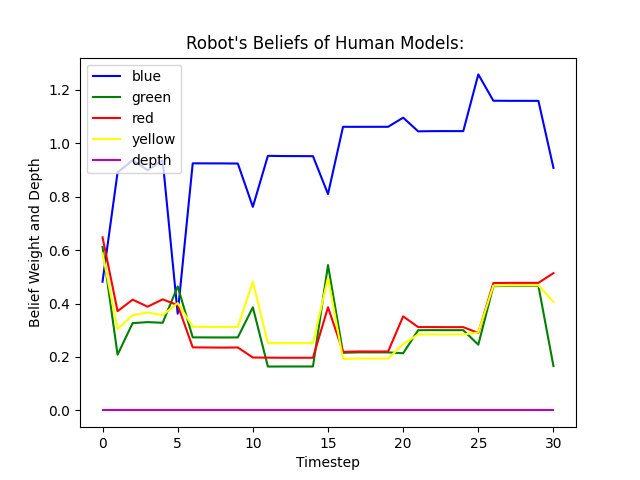 Robot's Beliefs of Human Models:
blue
green
red
yellow
depth
Belief Weight and Depth
1.2
1.0
0.8
0.6
0.4
0.2
0.0
0 5 10 15 20 25 30
Timestep